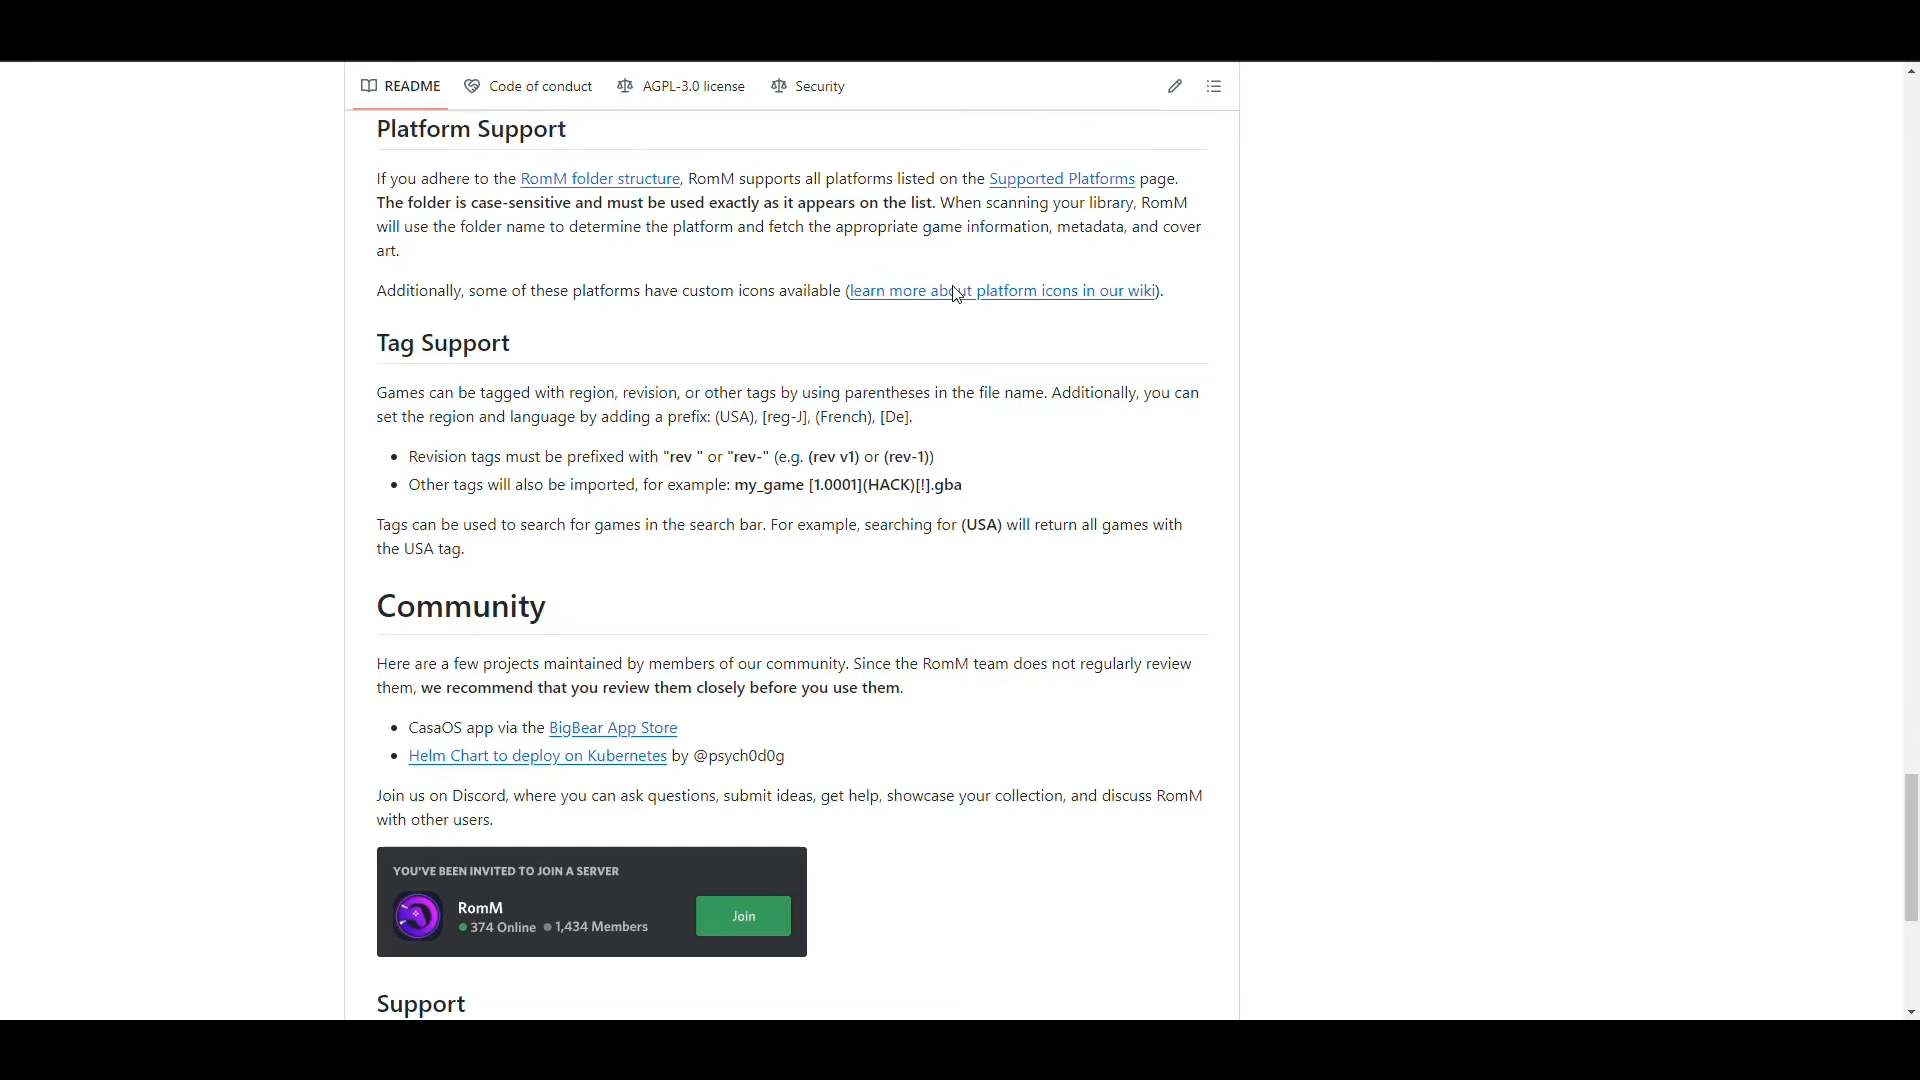 README Code of conduct AGPL-3.0 license Security
Platform Support
If you adhere to the RomM folder structure, RomM supports all platforms listed on the Supported Platforms page.
The folder is case-sensitive and must be used exactly as it appears on the list. When scanning your library, RomM
will use the folder name to determine the platform and fetch the appropriate game information, metadata, and cover
art.
Additionally, some of these platforms have custom icons available (learn more about platform icons in our wiki).
Tag Support
Games can be tagged with region, revision, or other tags by using parentheses in the file name. Additionally, you can
set the region and language by adding a prefix: (USA), [reg-J], (French), [De].
• Revision tags must be prefixed with "rev " or "rev-" (e.g. (rev v1) or (rev-1))
• Other tags will also be imported, for example: my_game [1.0001](HACK)[!].gba
Tags can be used to search for games in the search bar. For example, searching for (USA) will return all games with
the USA tag.
Community
Here are a few projects maintained by members of our community. Since the RomM team does not regularly review
them, we recommend that you review them closely before you use them.
• CasaOS app via the BigBear App Store
• Helm Chart to deploy on Kubernetes by @psych0d0g
Join us on Discord, where you can ask questions, submit ideas, get help, showcase your collection, and discuss RomM
with other users.
YOU'VE BEEN INVITED TO JOIN A SERVER
RomM
374 Online 1,434 Members
Join
Support